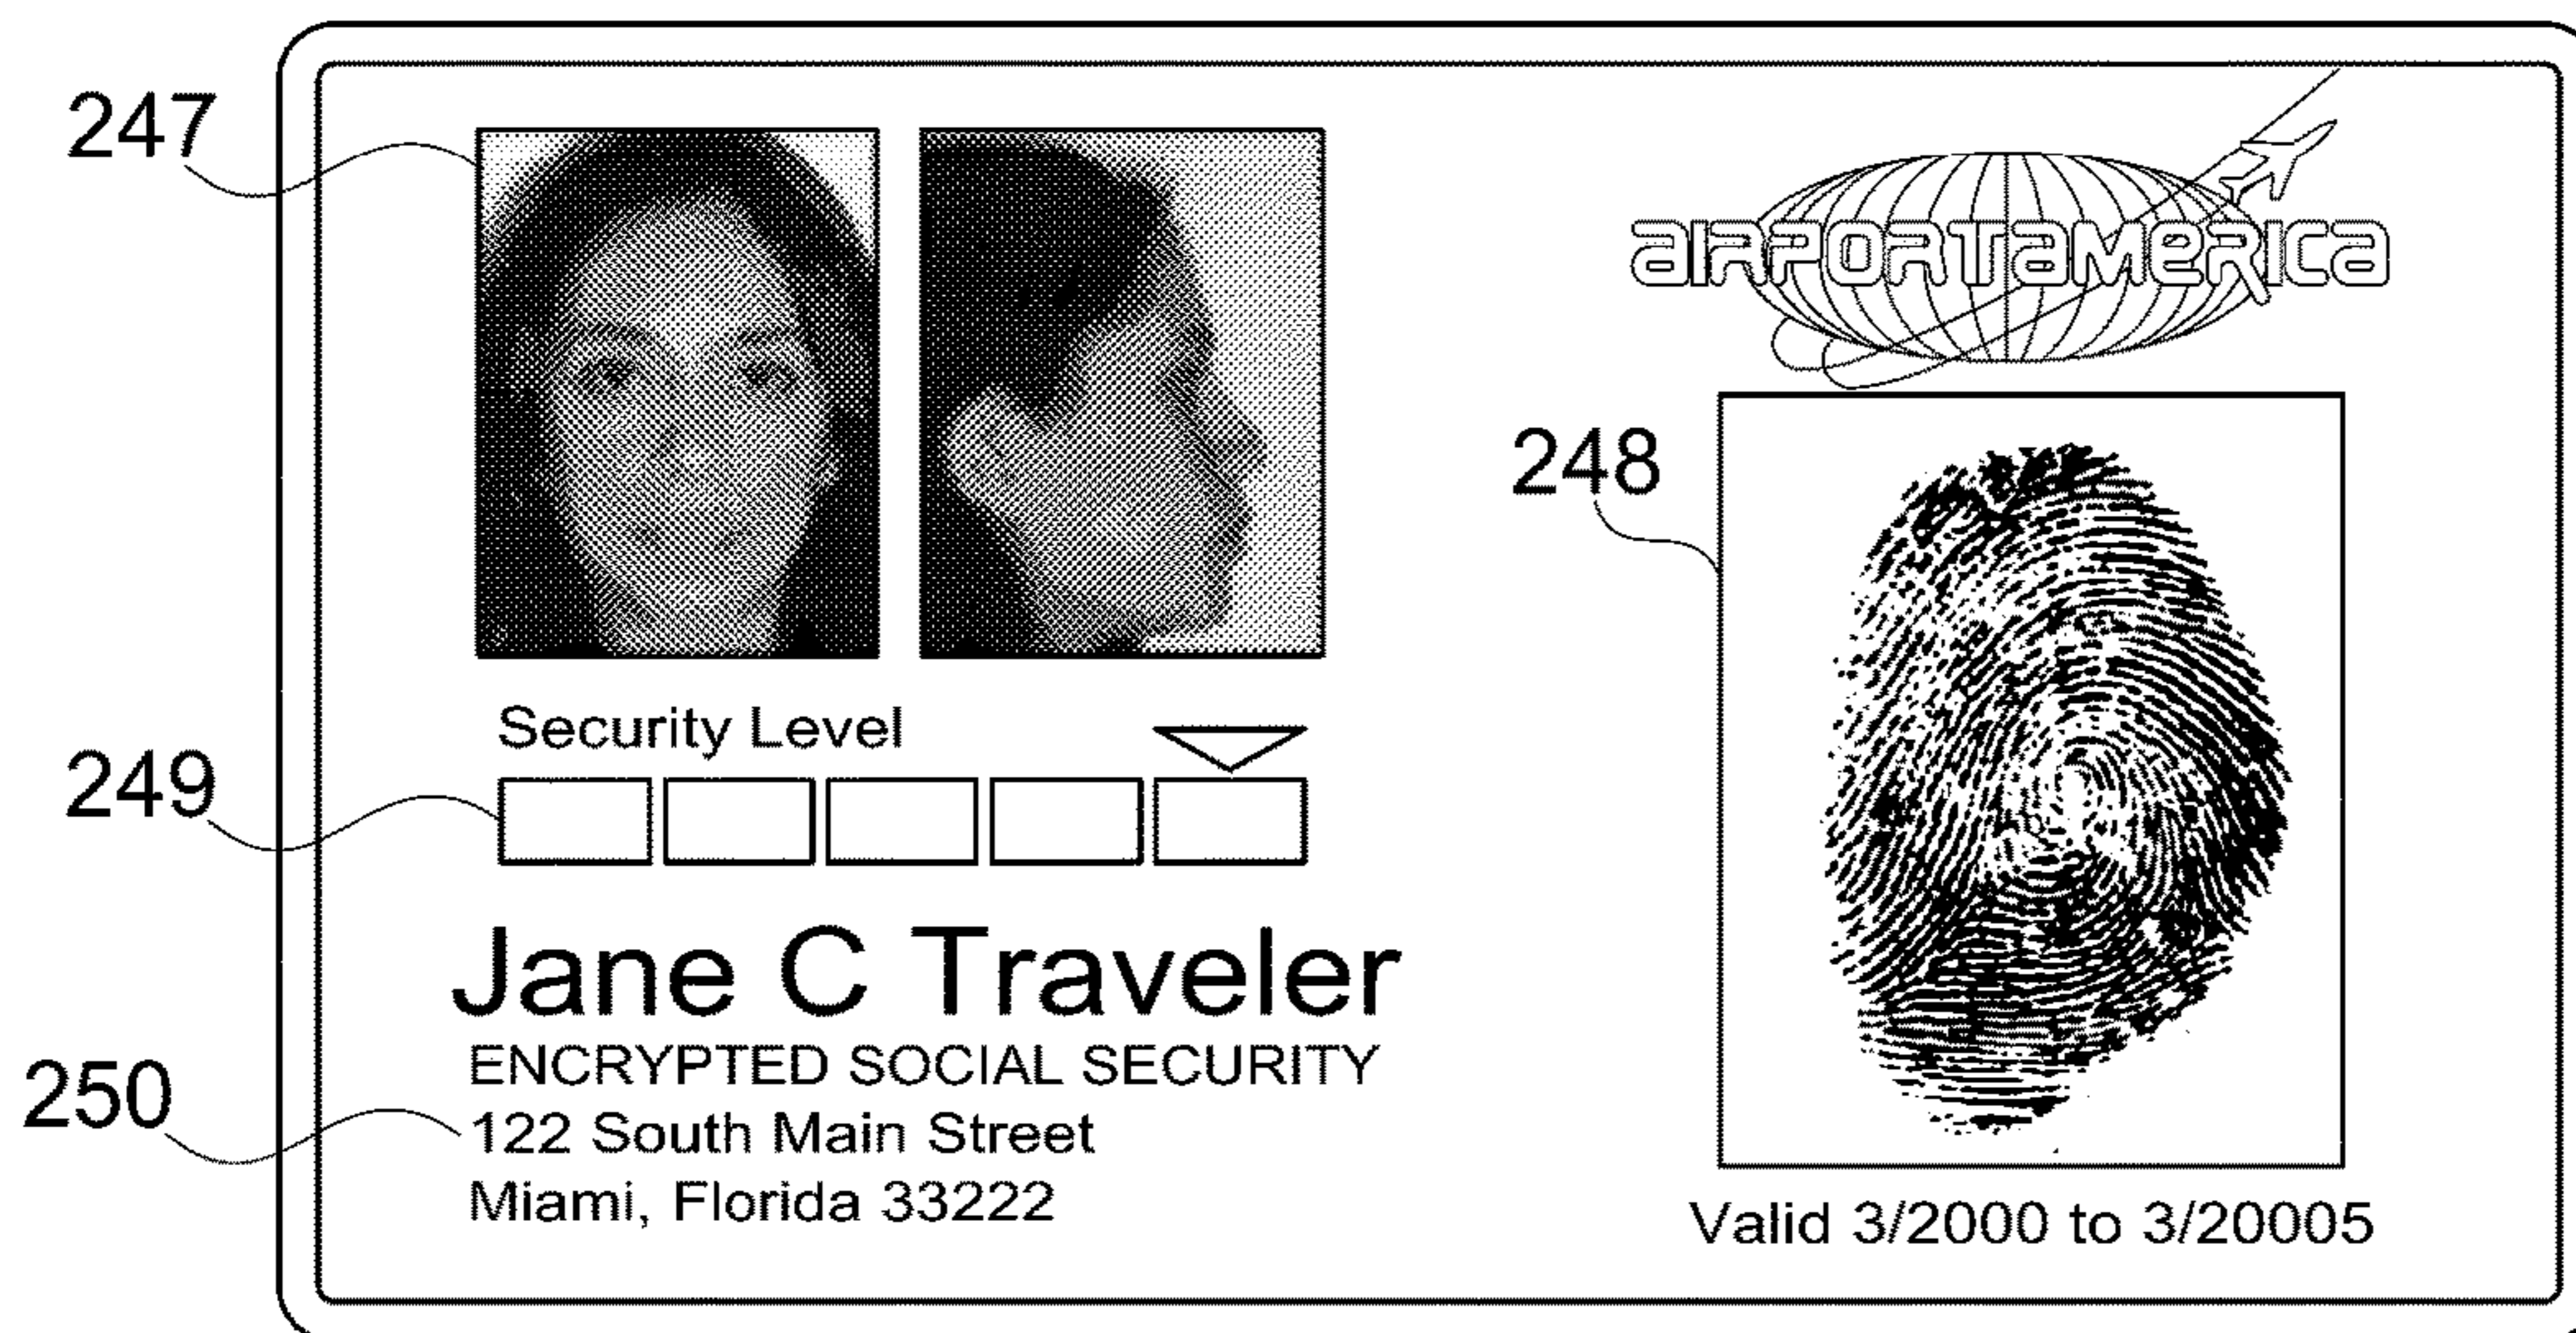 247
aIRPORTameRICa
248
Security Level
249
Jane C Traveler
ENCRYPTED SOCIAL SECURITY
250
122 South Main Street
Miami, Florida 33222
Valid 3/2000 to 3/20005